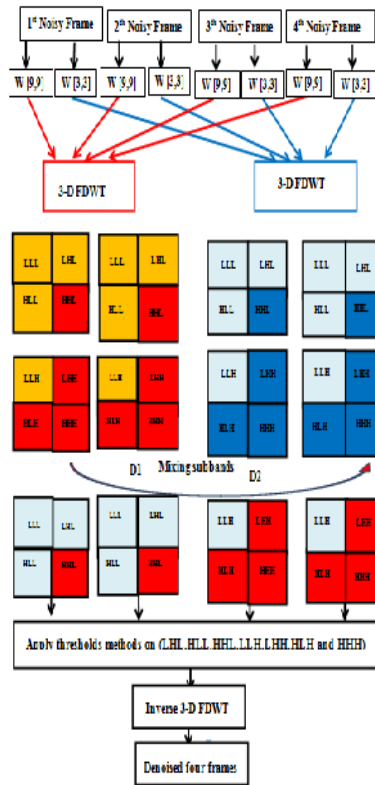 1st Noisy Frame 2nd Noisy Frame 3th Noisy Frame 4th Noisy Frame
W [9,9] W [3,3] W [9,9] W [3,3] W [9,9] W [3,3] W [9,9] W [3,3]
3-D FDWT 3-D FDWT
LLL LHL LLL LHL LLL LHL LLL LHL
HLL HHL HLL HHL HLL HHL HLL HHL
LLH LHH LLH LHH LLH LHH LLH LHH
HLH HHH HLH HHH HLH HHH HLH HHH
D1 Mixing subbands D2
LLL LHL LLL LHL LLH LHH LLH LHH
HLL HHL HLL HHL HLH HHH HLH HHH
Apply thresholds methods on (LHL,HLL,HHL,LLH,LHH,HLH and HHH)
Inverse 3-D FDWT
Denoised four frames